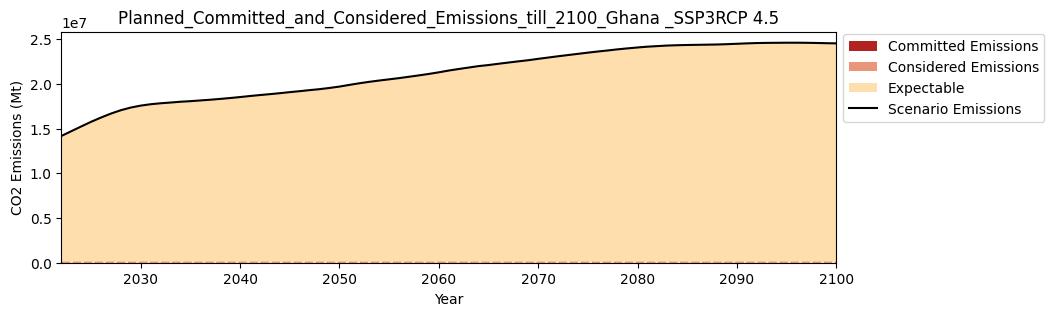 Planned_Committed_and_Considered_Emissions_till_2100_Ghana _SSP3RCP 4.5
1e7
2.5
2.0
1.5
1.0
0.5
0.0
CO2 Emissions (Mt)
2030
2040
2050
2060
2070
2080
2090
2100
Year
Committed Emissions
Considered Emissions
Expectable
Scenario Emissions